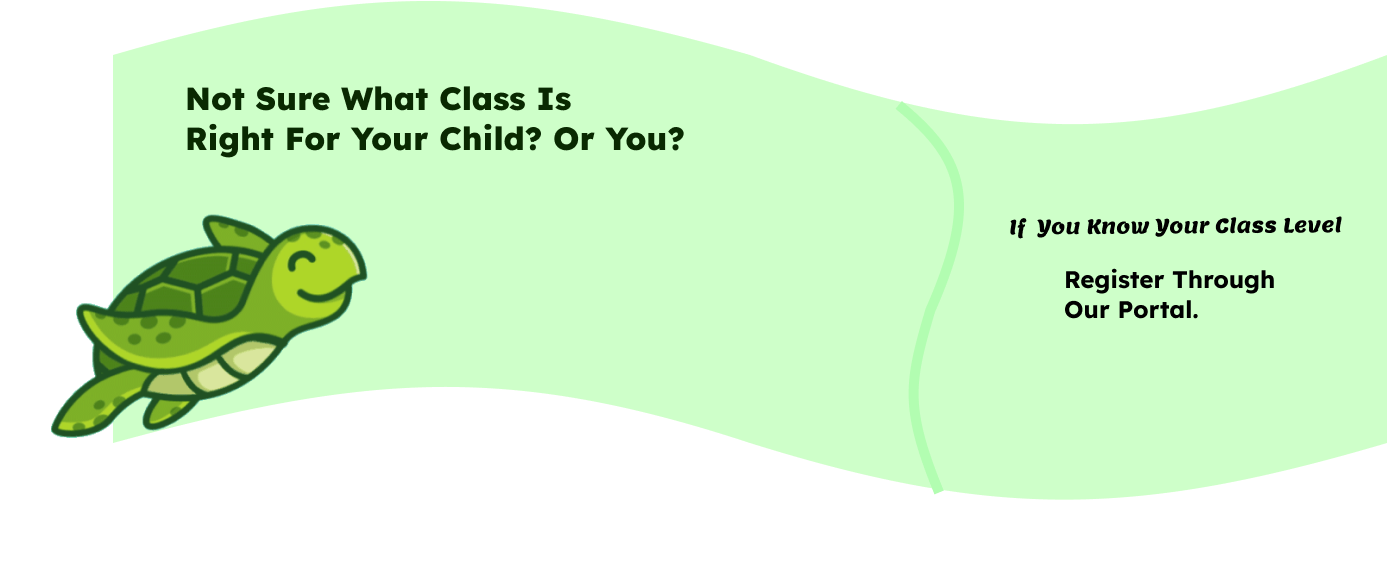 Not Sure What Class Is
Right For Your Child? Or You?
If You Know Your Class Level
Register Through
Our Portal.